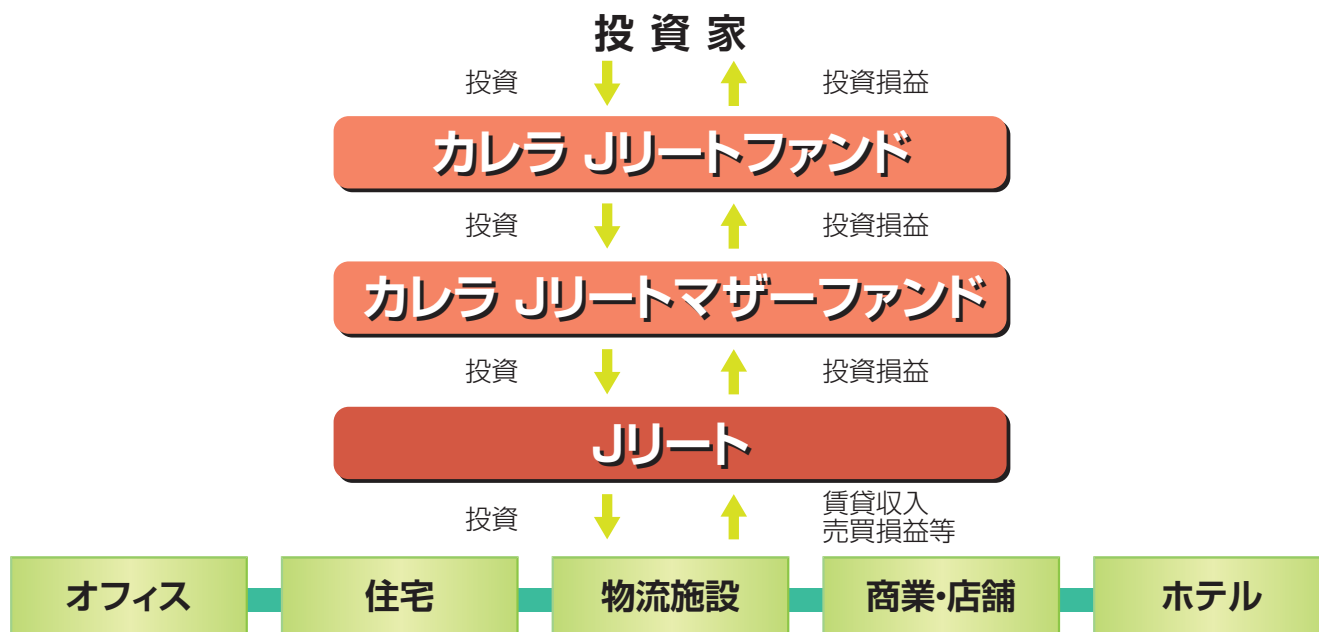 投資家
投資 投資損益
カレラ Jリートファンド
投資 投資損益
カレラ Jリートマザーファンド
投資 投資損益
Jリート
投資 賃貸収入
売買損益等
オフィス 住宅 物流施設 商業・店舗 ホテル